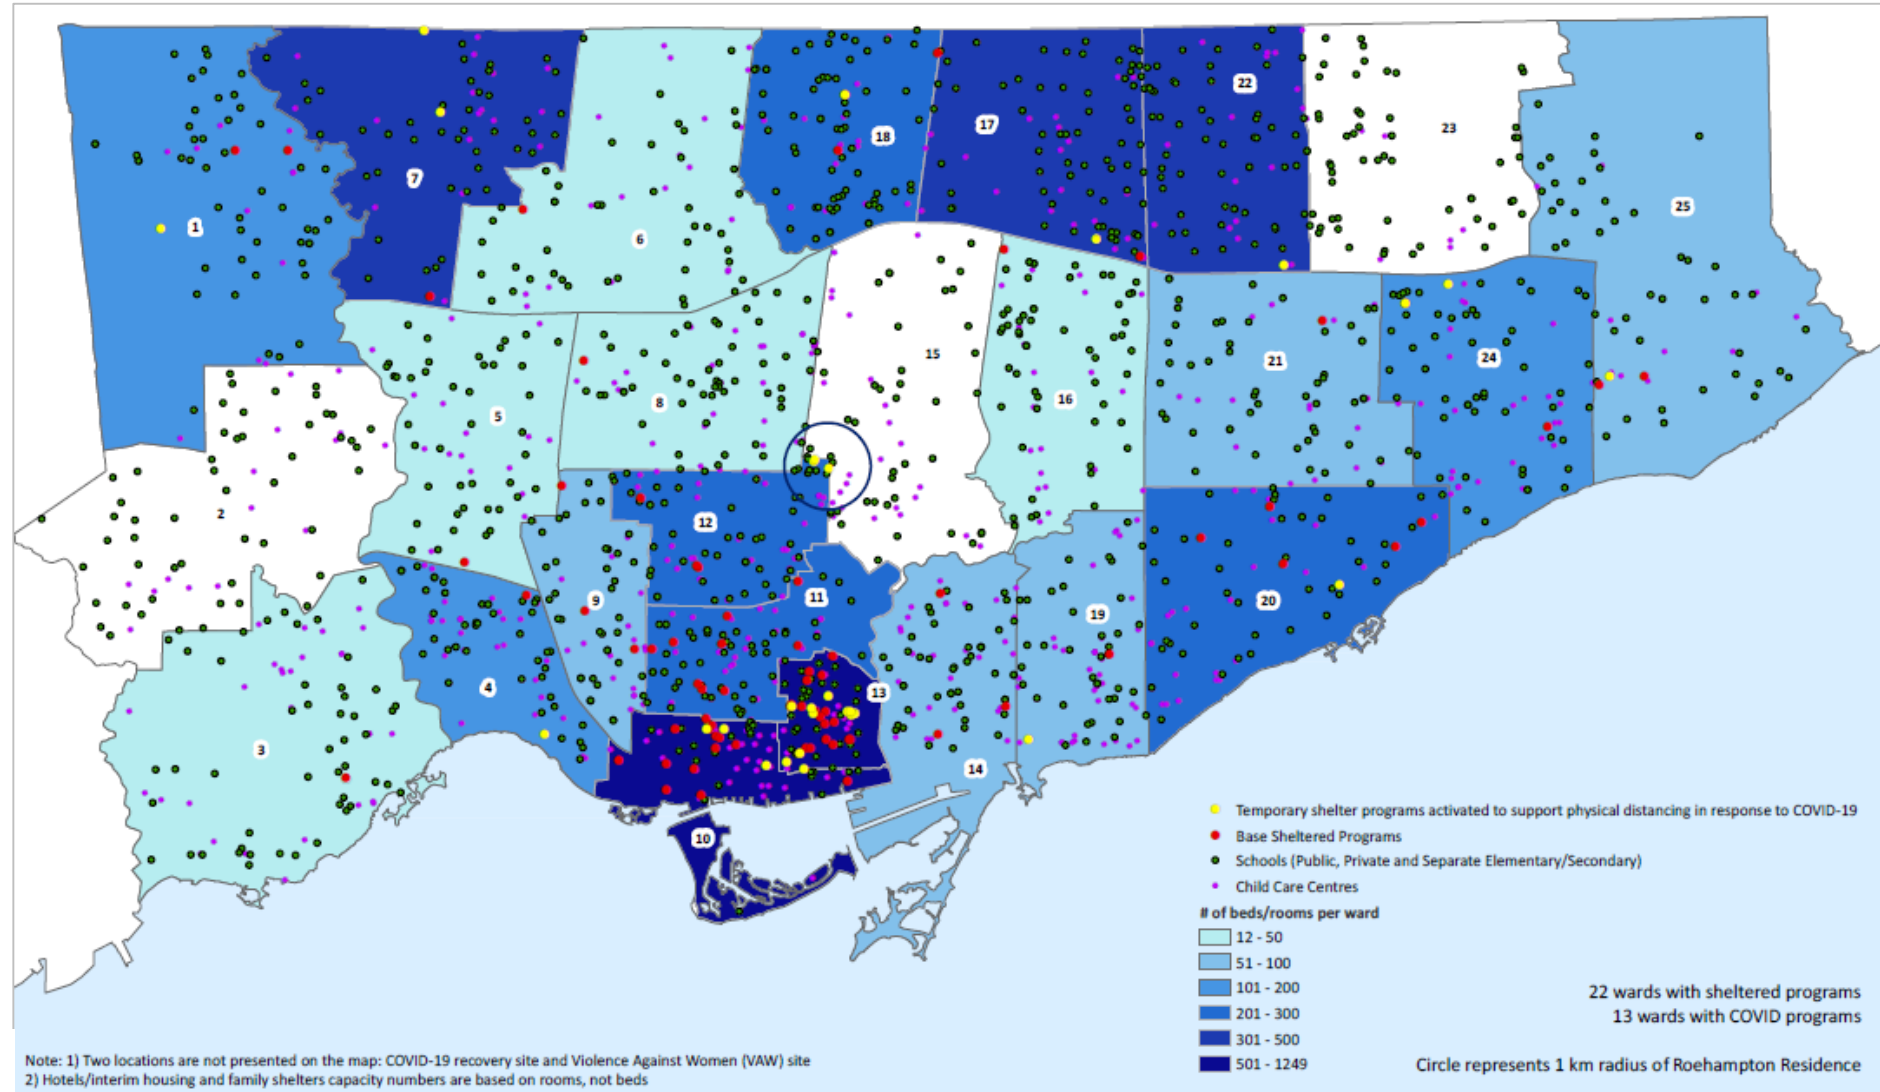 22
18
17
23
7
25
1
6
15
21
24
16
8
5
2
12
11
9
20
19
4
13
3
14
10
Temporary shelter programs activated to support physical distancing in response to COVID-19
Base Sheltered Programs
Schools (Public, Private and Separate Elementary/Secondary)
Child Care Centres
# of beds/rooms per ward
12 - 50
51 - 100
101 - 200
201 - 300
301 - 500
501 - 1249
22 wards with sheltered programs
13 wards with COVID programs
Circle represents 1 km radius of Roehampton Residence
Note: 1) Two locations are not presented on the map: COVID-19 recovery site and Violence Against Women (VAW) site
2) Hotels/interim housing and family shelters capacity numbers are based on rooms, not beds